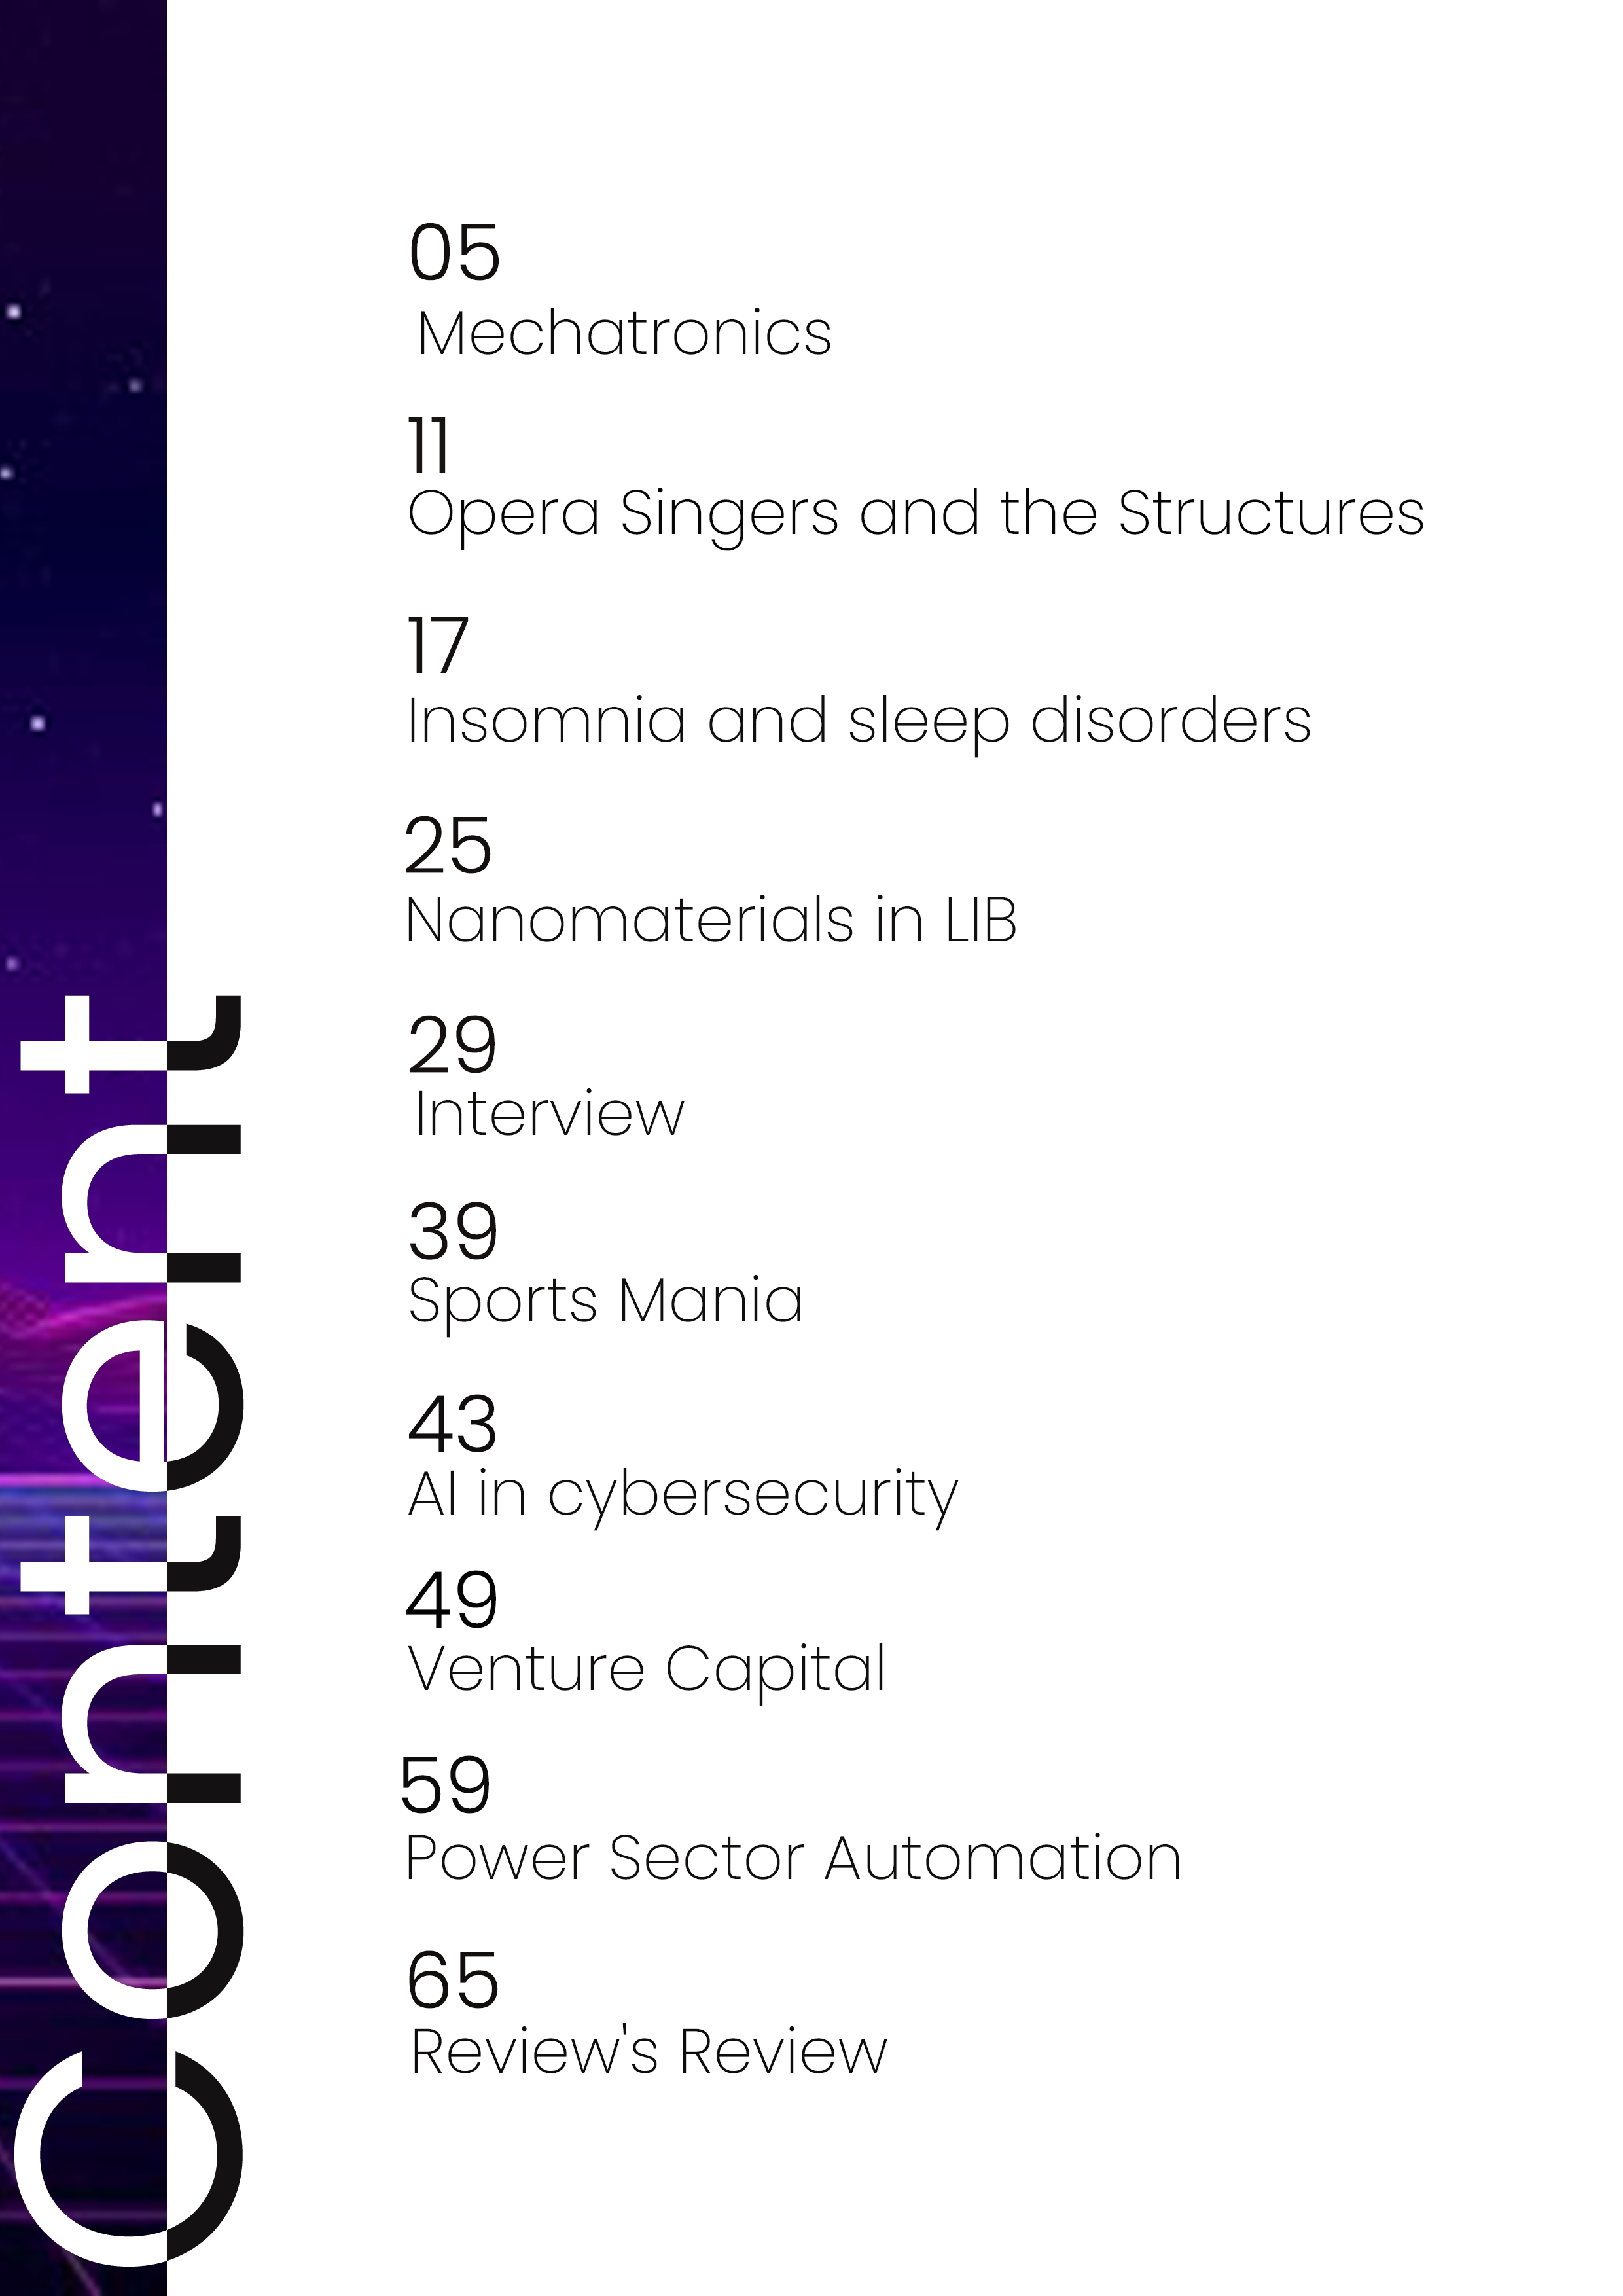 Content
05
Mechatronics
11
Opera Singers and the Structures
17
Insomnia and sleep disorders
25
Nanomaterials in LIB
29
Interview
39
Sports Mania
43
AI in cybersecurity
49
Venture Capital
59
Power Sector Automation
65
Review's Review